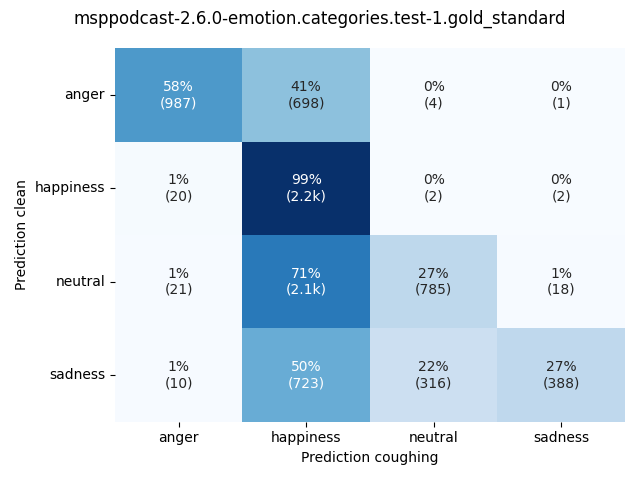 msppodcast-2.6.0-emotion.categories.test-1.gold_standard
Prediction clean
anger
58% 41% 0% 0%
(987) (698) (4) (1)
happiness
1% 99% 0% 0%
(20) (2.2k) (2) (2)
neutral
1% 71% 27% 1%
(21) (2.1k) (785) (18)
sadness
1% 50% 22% 27%
(10) (723) (316) (388)
anger happiness neutral sadness
Prediction coughing